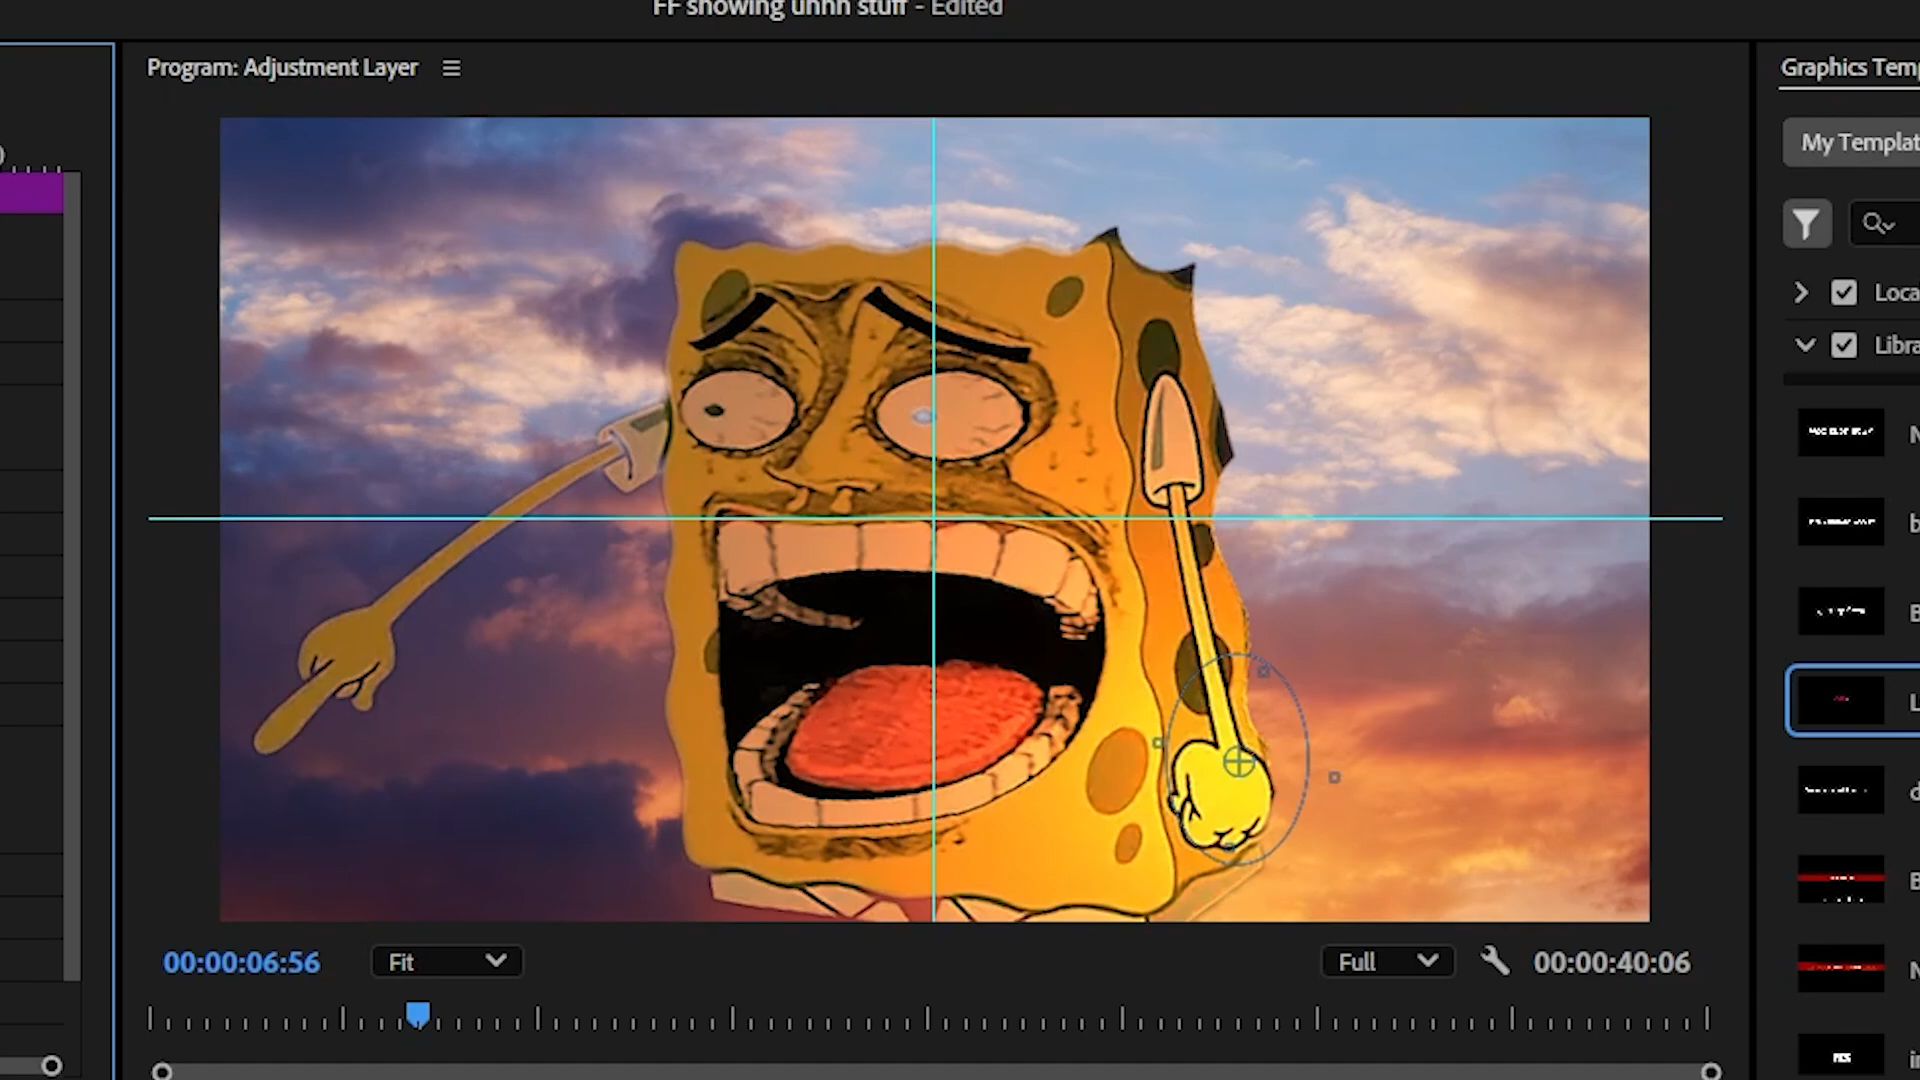 FF showing uhhh stuff - Edited
Program: Adjustment Layer
Graphics Temp
My Templat
Loca
Libra
N
b
B
L
d
B
N
00:00:06:56
Fit
Full
00:00:40:06